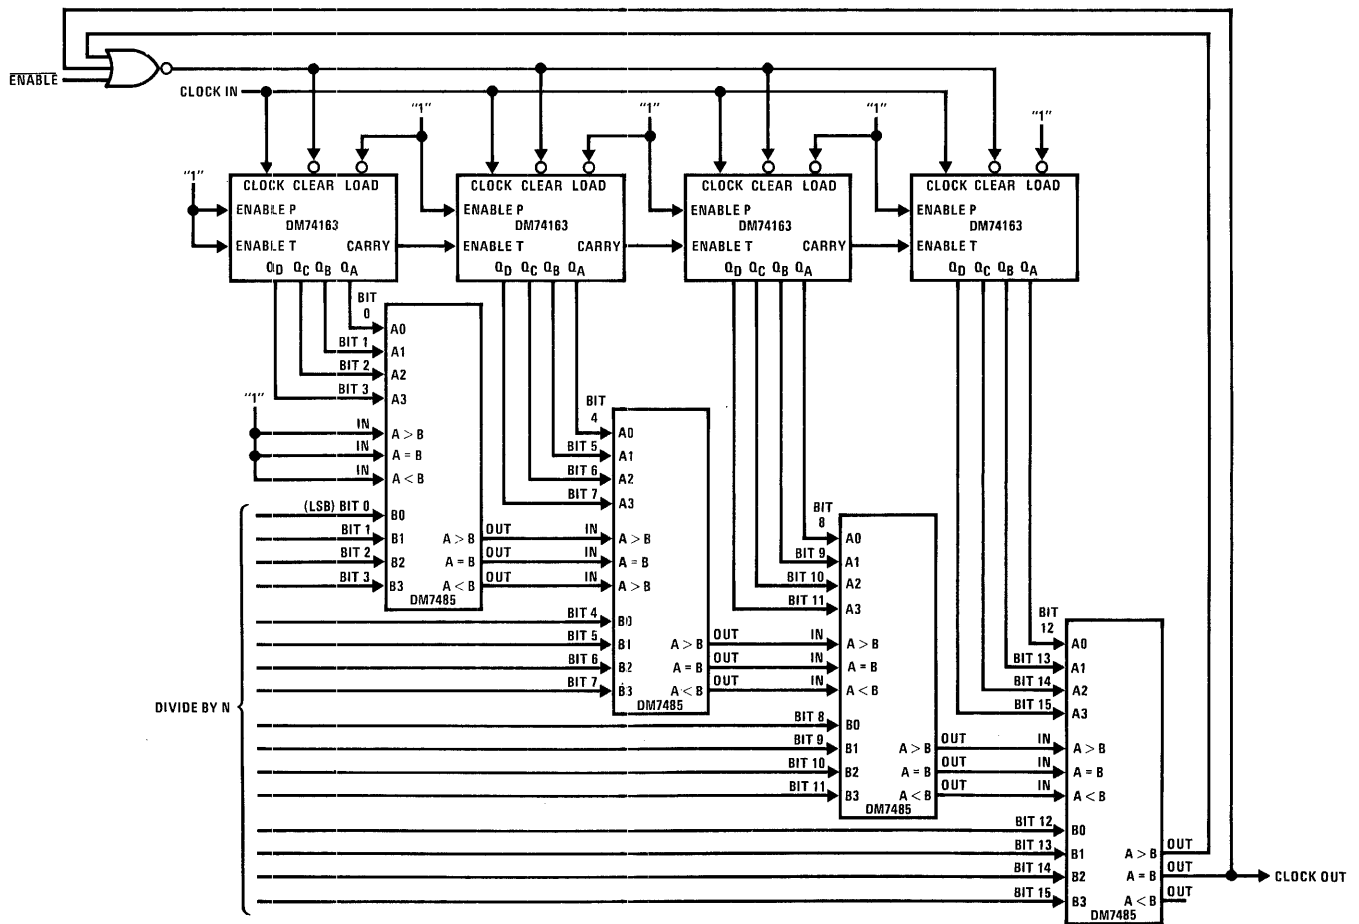 ENABLE
CLOCK IN
"1" "1" "1" "1"
"1"
CLOCK CLEAR LOAD
ENABLE P
DM74163
ENABLE T CARRY
QD QC QB QA
CLOCK CLEAR LOAD
ENABLE P
DM74163
ENABLE T CARRY
QD QC QB QA
CLOCK CLEAR LOAD
ENABLE P
DM74163
ENABLE T CARRY
QD QC QB QA
CLOCK CLEAR LOAD
ENABLE P
DM74163
ENABLE T
QD QC QB QA
BIT 0 A0
BIT 1 A1
BIT 2 A2
BIT 3 A3
"1"
IN A > B
IN A = B
IN A < B
(LSB) BIT 0 B0
BIT 1 B1 A > B OUT
BIT 2 B2 A = B OUT
BIT 3 B3 A < B OUT
DM7485
BIT 4 A0
BIT 5 A1
BIT 6 A2
BIT 7 A3
IN A > B
IN A = B
IN A > B
BIT 4 B0
BIT 5 B1 A > B OUT
BIT 6 B2 A = B OUT
BIT 7 B3 A < B OUT
DM7485
DIVIDE BY N
BIT 8 A0
BIT 9 A1
BIT 10 A2
BIT 11 A3
IN A > B
IN A = B
IN A < B
BIT 8 B0
BIT 9 B1 A > B OUT
BIT 10 B2 A = B OUT
BIT 11 B3 A < B OUT
DM7485
BIT 12 A0
BIT 13 A1
BIT 14 A2
BIT 15 A3
IN A > B
IN A = B
IN A < B
BIT 12 B0
BIT 13 B1 A > B OUT
BIT 14 B2 A = B OUT
CLOCK OUT
BIT 15 B3 A < B OUT
DM7485